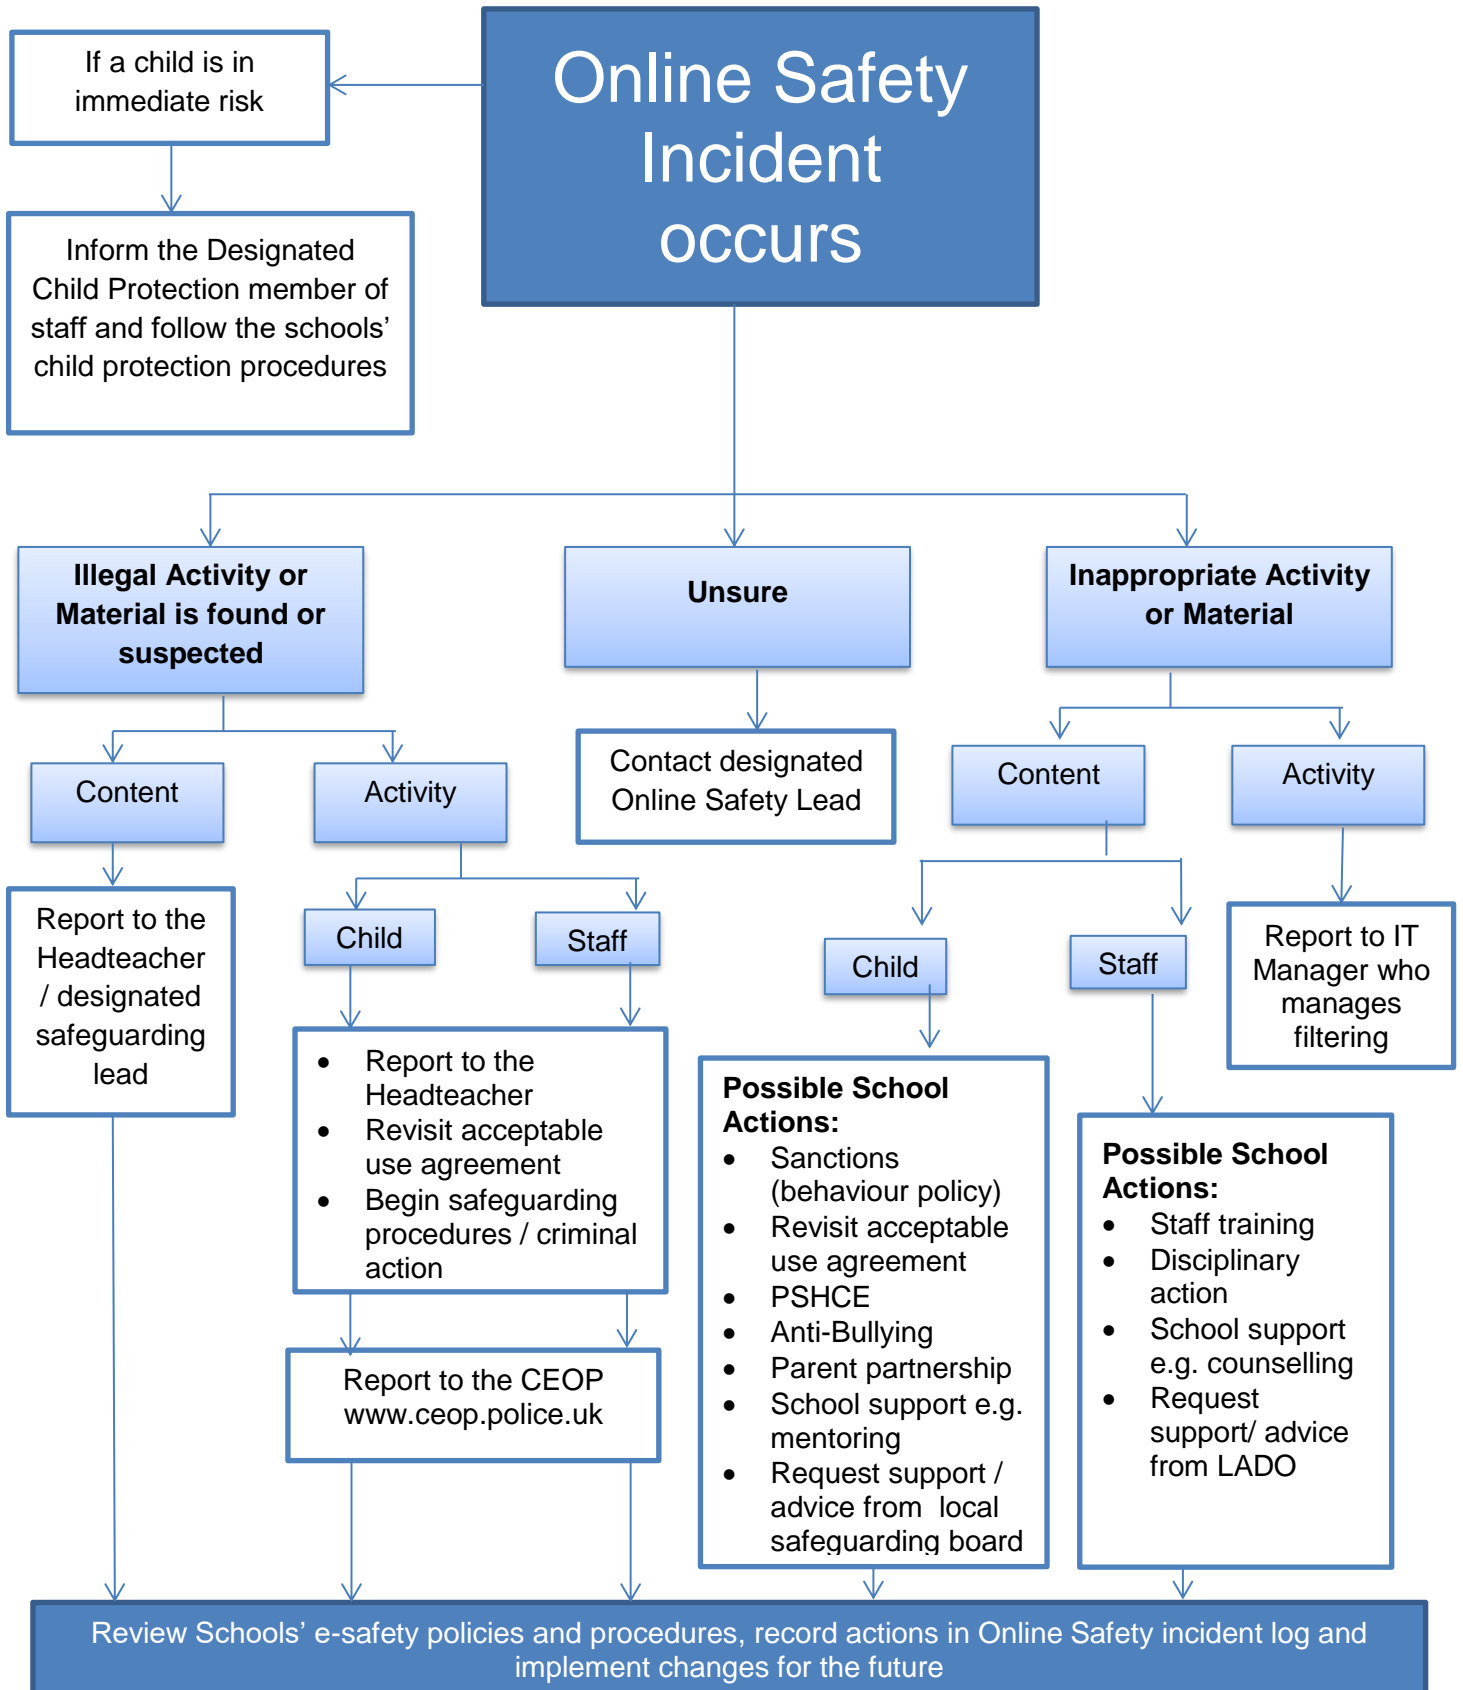 If a child is in
immediate risk
Online Safety
Incident
occurs
Inform the Designated
Child Protection member of
staff and follow the schools’
child protection procedures
Illegal Activity or
Material is found or
suspected
Unsure
Inappropriate Activity
or Material
Content
Activity
Contact designated
Online Safety Lead
Content
Activity
Report to the
Headteacher
/ designated
safeguarding
lead
Child
Staff
Child
Staff
Report to IT
Manager who
manages
filtering
• Report to the
Headteacher
• Revisit acceptable
use agreement
• Begin safeguarding
procedures / criminal
action
Report to the CEOP
www.ceop.police.uk
Possible School
Actions:
• Sanctions
(behaviour policy)
• Revisit acceptable
use agreement
• PSHCE
• Anti-Bullying
• Parent partnership
• School support e.g.
mentoring
• Request support /
advice from local
safeguarding board
Possible School
Actions:
• Staff training
• Disciplinary
action
• School support
e.g. counselling
• Request
support/ advice
from LADO
Review Schools’ e-safety policies and procedures, record actions in Online Safety incident log and
implement changes for the future